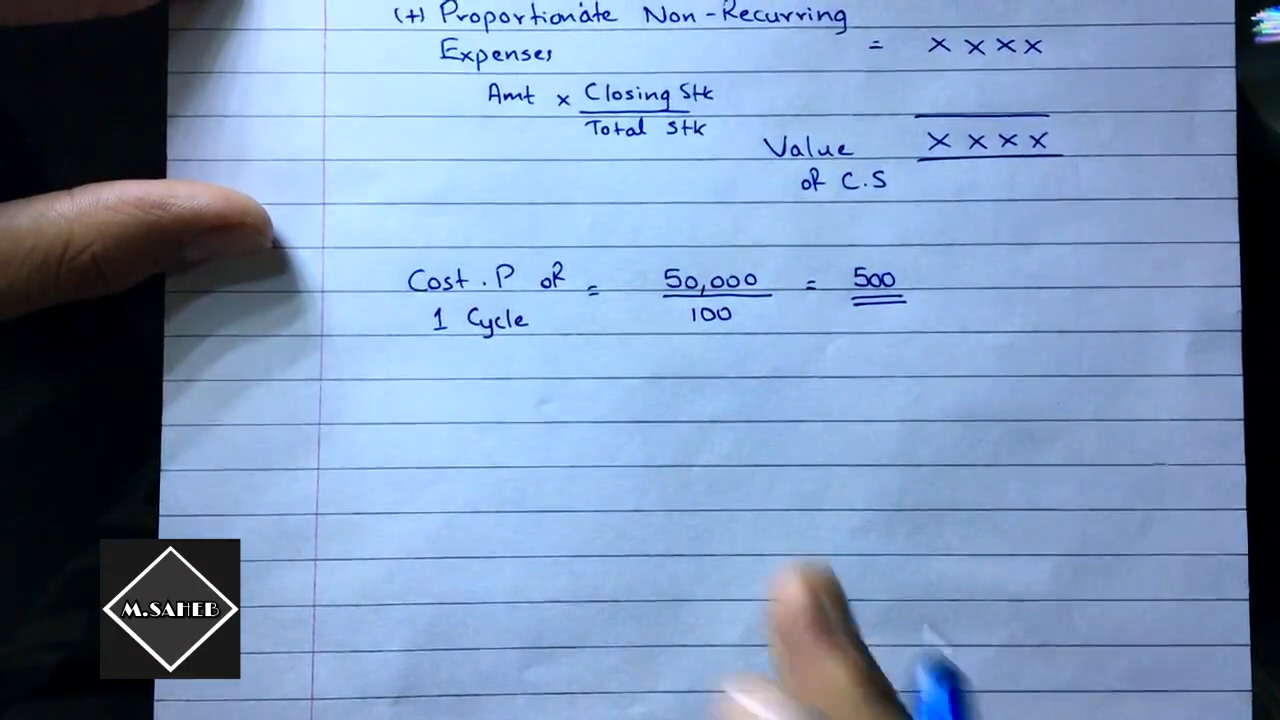 (+) Proportionate Non-Recurring
Expenses = x x x x
Amt x Closing Stk
Total Stk
Value x x x x
of C.S
Cost. P of = 50,000 = 500
1 Cycle 100
M.SAHEB